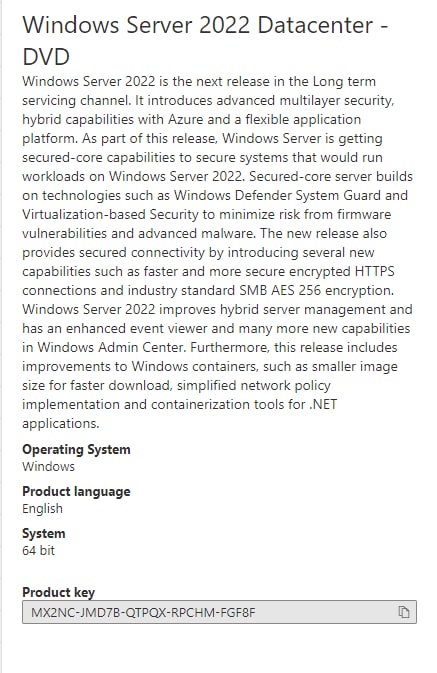 Windows Server 2022 Datacenter -
DVD
Windows Server 2022 is the next release in the Long term
servicing channel. It introduces advanced multilayer security,
hybrid capabilities with Azure and a flexible application
platform. As part of this release, Windows Server is getting
secured-core capabilities to secure systems that would run
workloads on Windows Server 2022. Secured-core server builds
on technologies such as Windows Defender System Guard and
Virtualization-based Security to minimize risk from firmware
vulnerabilities and advanced malware. The new release also
provides secured connectivity by introducing several new
capabilities such as faster and more secure encrypted HTTPS
connections and industry standard SMB AES 256 encryption.
Windows Server 2022 improves hybrid server management and
has an enhanced event viewer and many more new capabilities
in Windows Admin Center. Furthermore, this release includes
improvements to Windows containers, such as smaller image
size for faster download, simplified network policy
implementation and containerization tools for .NET
applications.
Operating System
Windows
Product language
English
System
64 bit
Product key
MX2NC-JMD7B-QTPQX-RPCHM-FGF8F